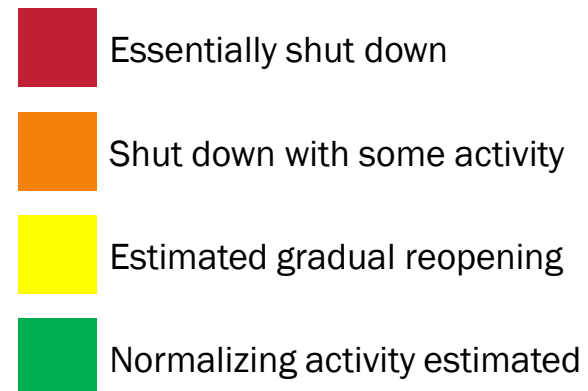 Essentially shut down
Shut down with some activity
Estimated gradual reopening
Normalizing activity estimated